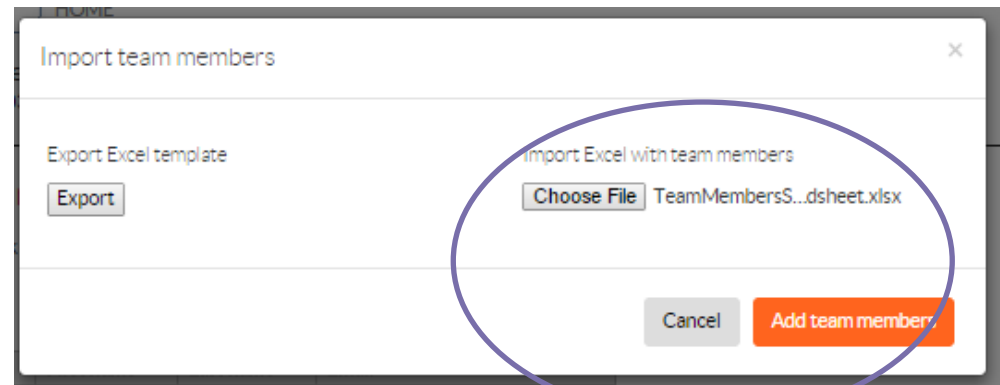 HOME
Import team members ×
Export Excel template
Export
Import Excel with team members
Choose File TeamMembersS...dsheet.xlsx
Cancel
Add team members